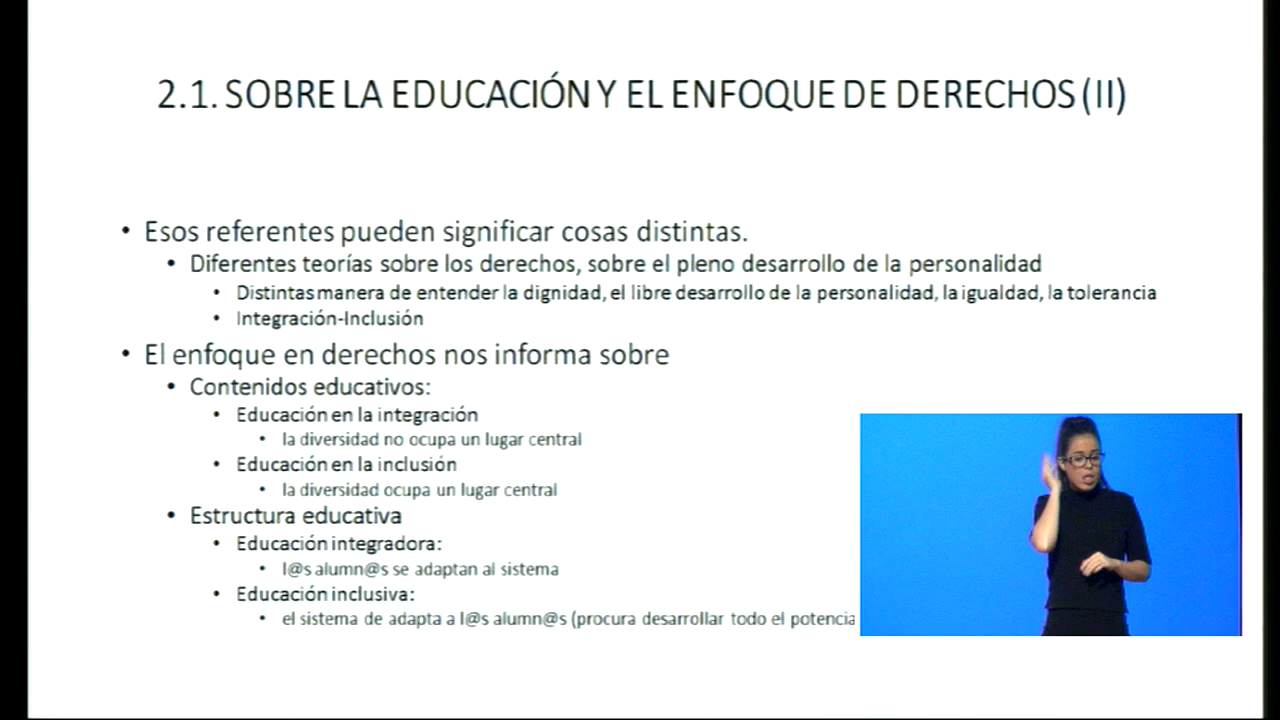 2.1. SOBRE LA EDUCACIÓN Y EL ENFOQUE DE DERECHOS (II)
• Esos referentes pueden significar cosas distintas.
• Diferentes teorías sobre los derechos, sobre el pleno desarrollo de la personalidad
• Distintas manera de entender la dignidad, el libre desarrollo de la personalidad, la igualdad, la tolerancia
• Integración-Inclusión
• El enfoque en derechos nos informa sobre
• Contenidos educativos:
• Educación en la integración
• la diversidad no ocupa un lugar central
• Educación en la inclusión
• la diversidad ocupa un lugar central
• Estructura educativa
• Educación integradora:
• l@s alumn@s se adaptan al sistema
• Educación inclusiva:
• el sistema de adapta a l@s alumn@s (procura desarrollar todo el potencia